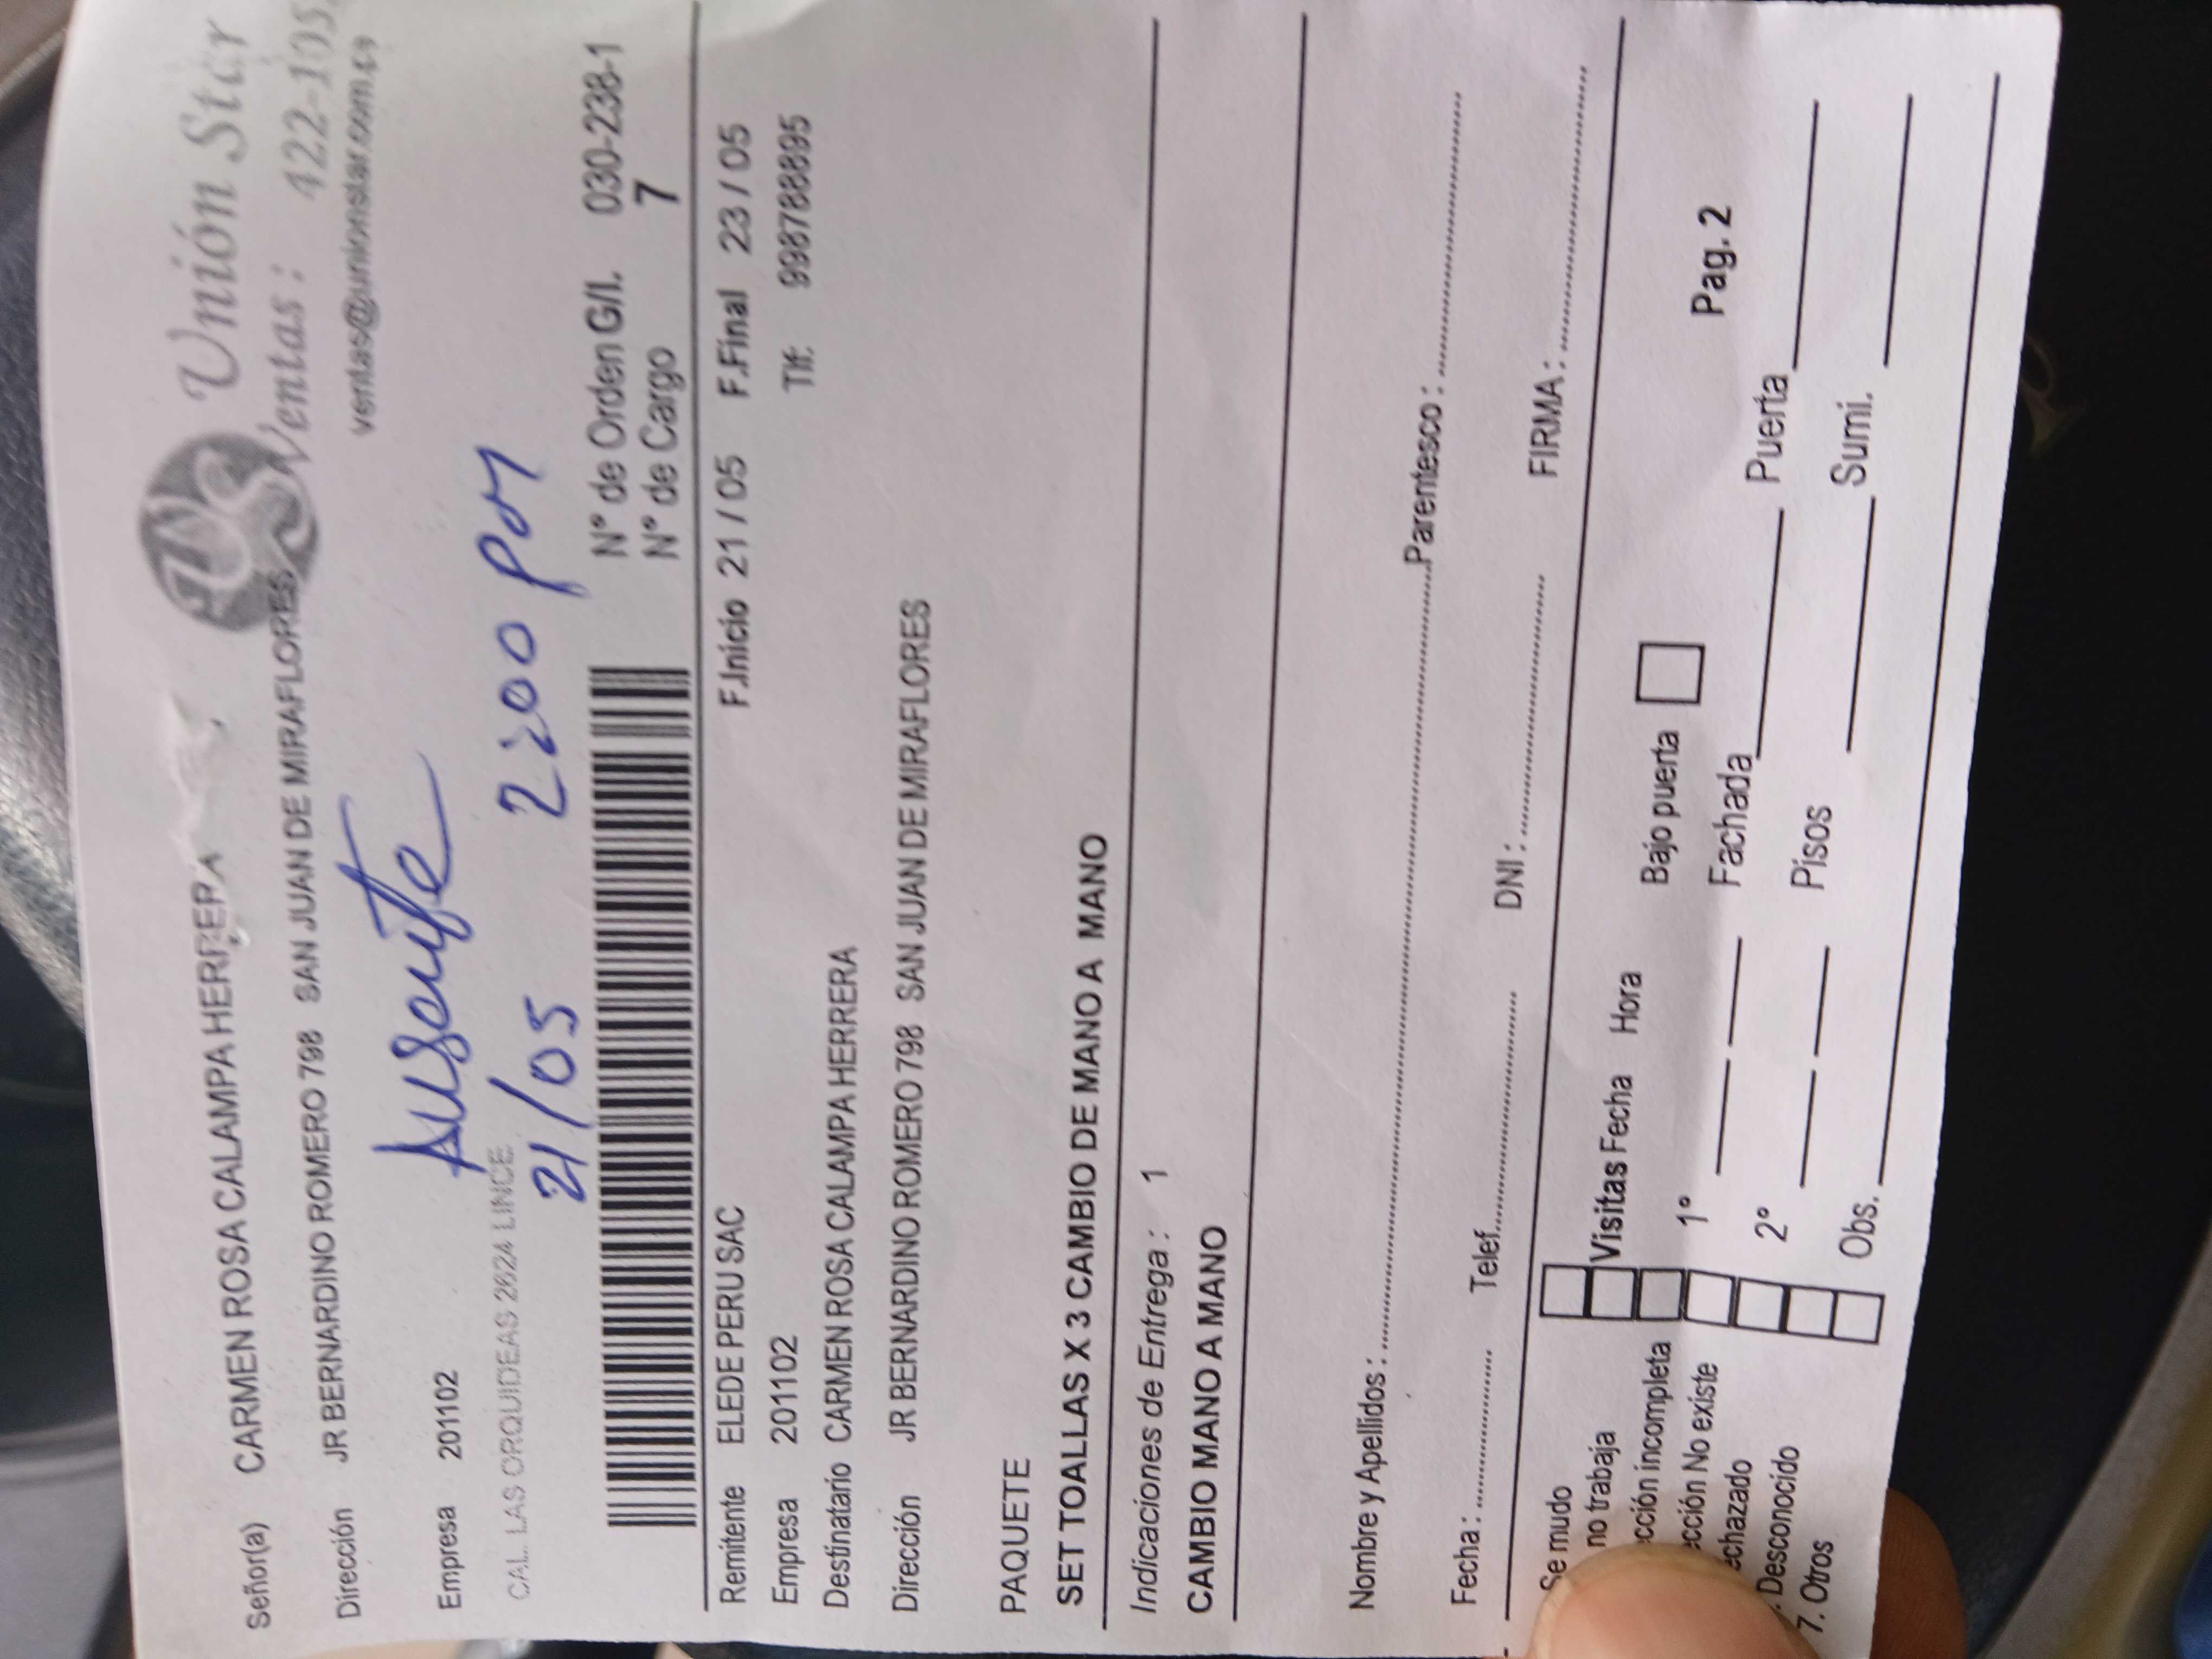 Señor(a) CARMEN ROSA CALAMPA HERRERA
Unión Star
Ventas : 422-105
Dirección JR BERNARDINO ROMERO 798 SAN JUAN DE MIRAFLORES
ventas@unionstar.com.pe
Ausente
Empresa 201102
CAL. LAS ORQUIDEAS 2624 LINCE
21/05 2:00 PM
N° de Orden G/I. 030-238-1
N° de Cargo 7
Remitente ELEDE PERU SAC F.Inicio 21 / 05 F.Final 23 / 05
Empresa 201102 Tlf: 998788895
Destinatario CARMEN ROSA CALAMPA HERRERA
Dirección JR BERNARDINO ROMERO 798 SAN JUAN DE MIRAFLORES
PAQUETE
SET TOALLAS X 3 CAMBIO DE MANO A MANO
Indicaciones de Entrega : 1
CAMBIO MANO A MANO
Nombre y Apellidos : Parentesco :
Fecha : Telef. DNI : FIRMA :
Se mudo
no trabaja Visitas Fecha Hora Bajo puerta
cción incompleta
cción No existe 1° Fachada Pag. 2
echazado Puerta
. Desconocido 2° Pisos
7. Otros Obs. Sumi.